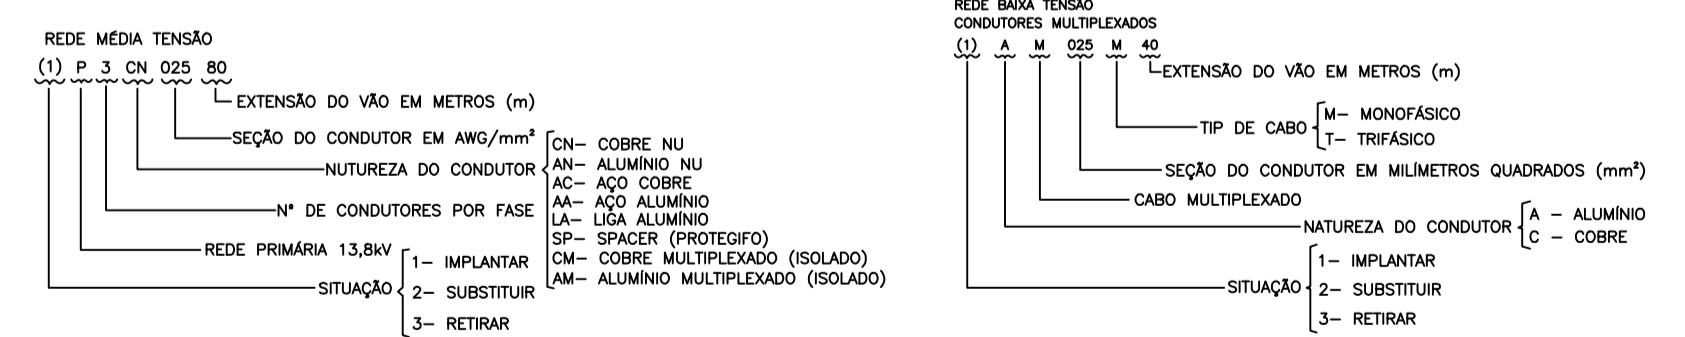 REDE MÉDIA TENSÃO
(1) P 3 CN 025 80
EXTENSÃO DO VÃO EM METROS (m)
SEÇÃO DO CONDUTOR EM AWG/mm²
NUTUREZA DO CONDUTOR
CN– COBRE NU
AN– ALUMÍNIO NU
AC– AÇO COBRE
AA– AÇO ALUMÍNIO
LA– LIGA ALUMÍNIO
SP– SPACER (PROTEGIFO)
CM– COBRE MULTIPLEXADO (ISOLADO)
AM– ALUMÍNIO MULTIPLEXADO (ISOLADO)
N° DE CONDUTORES POR FASE
REDE PRIMÁRIA 13,8kV
SITUAÇÃO
1– IMPLANTAR
2– SUBSTITUIR
3– RETIRAR
REDE BAIXA TENSÃO
CONDUTORES MULTIPLEXADOS
(1) A M 025 M 40
EXTENSÃO DO VÃO EM METROS (m)
TIP DE CABO
M– MONOFÁSICO
T– TRIFÁSICO
SEÇÃO DO CONDUTOR EM MILÍMETROS QUADRADOS (mm²)
CABO MULTIPLEXADO
NATUREZA DO CONDUTOR
A – ALUMÍNIO
C – COBRE
SITUAÇÃO
1– IMPLANTAR
2– SUBSTITUIR
3– RETIRAR